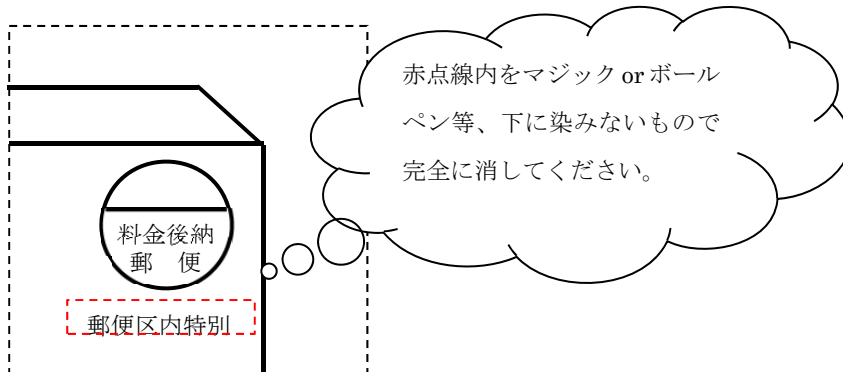 赤点線内をマジック or ボール
ペン等、下に染みないもので
完全に消してください。
料金後納
郵　便
郵便区内特別